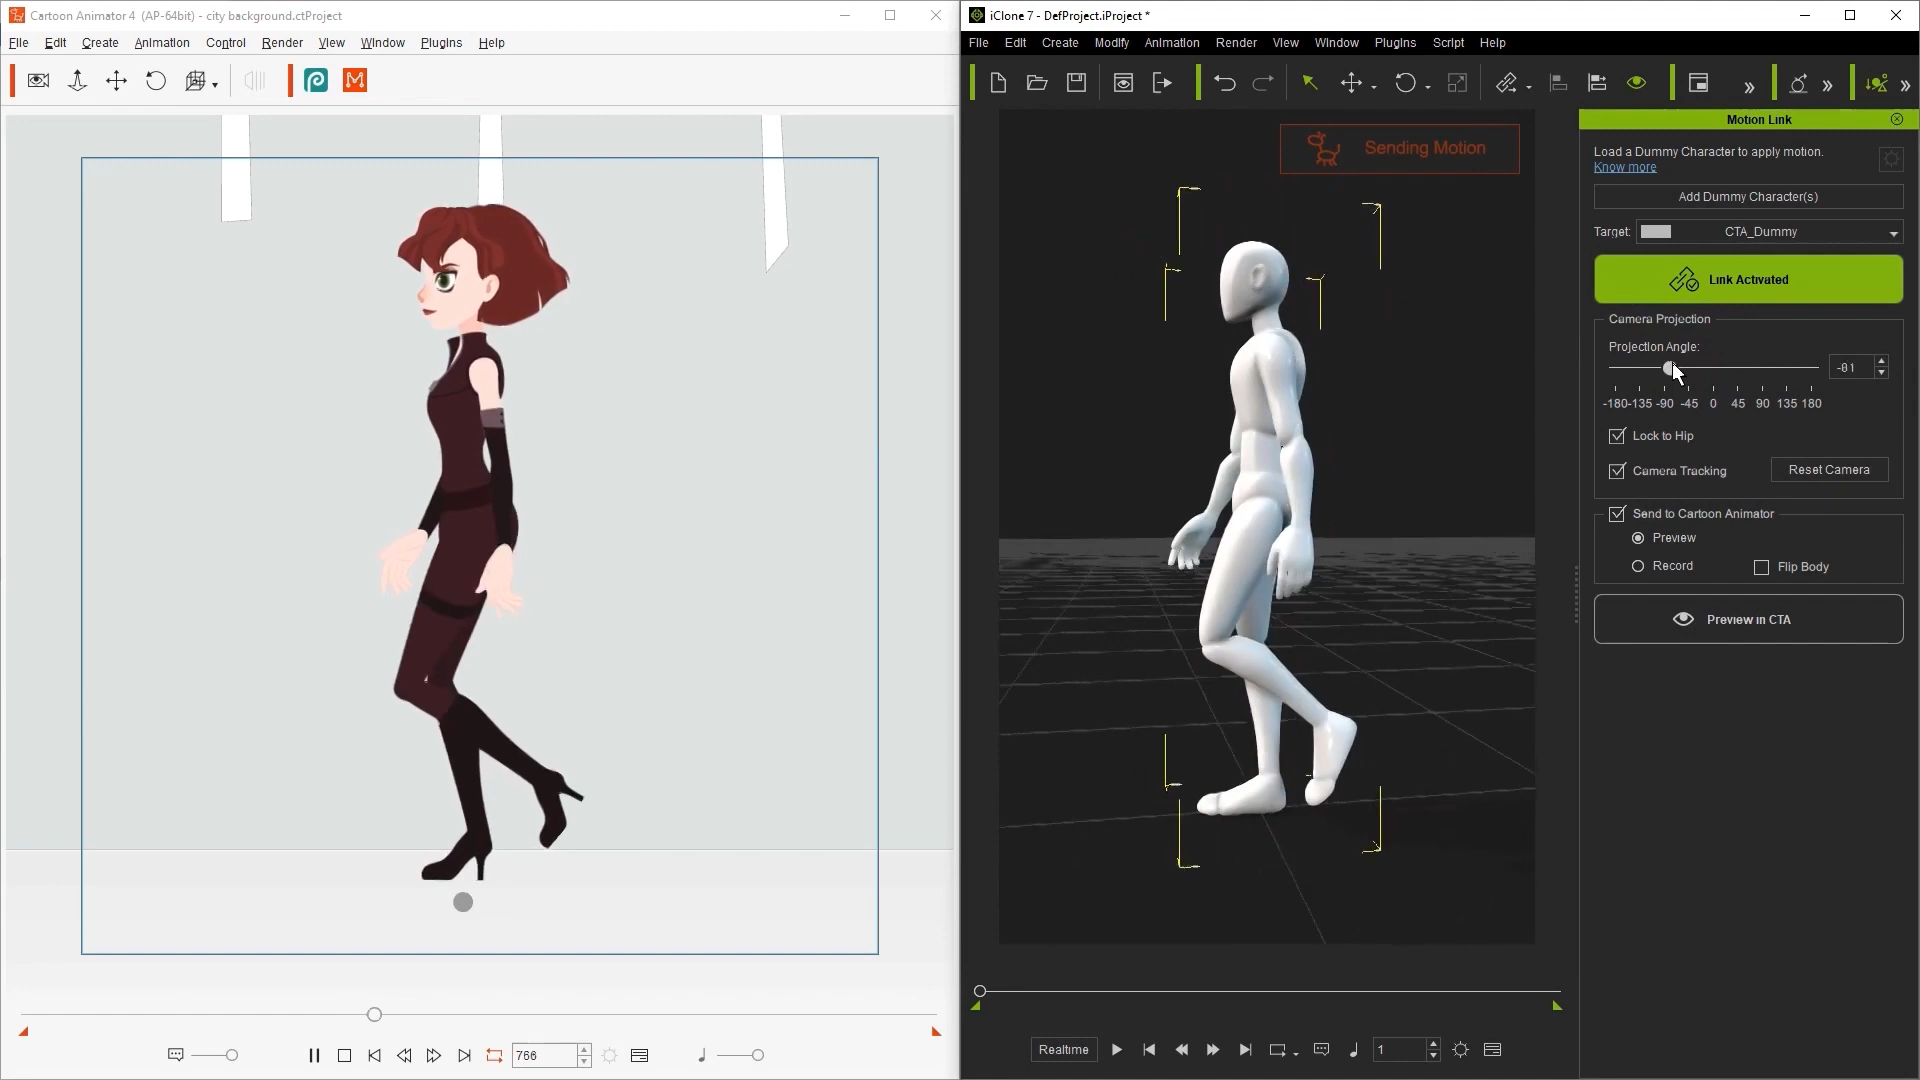 Cartoon Animator 4 (AP-64bit) - city background.ctProject
File Edit Create Animation Control Render View Window Plugins Help
766
iClone 7 - DefProject.iProject *
File Edit Create Modify Animation Render View Window Plugins Script Help
Sending Motion
Realtime
1
Motion Link
Load a Dummy Character to apply motion.
Know more
Add Dummy Character(s)
Target: CTA_Dummy
Link Activated
Camera Projection
Projection Angle:
-81
-180 -135 -90 -45 0 45 90 135 180
Lock to Hip
Camera Tracking Reset Camera
Send to Cartoon Animator
Preview
Record Flip Body
Preview in CTA